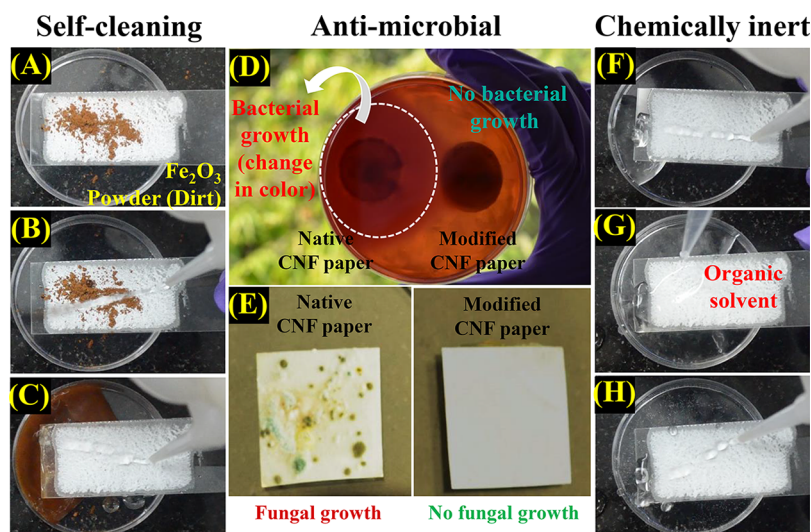 Self-cleaning
Anti-microbial
Chemically inert
(A)
Fe₂O₃
Powder (Dirt)
(B)
(C)
(D)
Bacterial
growth
(change
in color)
No bacterial
growth
Native
CNF paper
Modified
CNF paper
(E)
Native
CNF paper
Modified
CNF paper
Fungal growth
No fungal growth
(F)
(G)
Organic
solvent
(H)